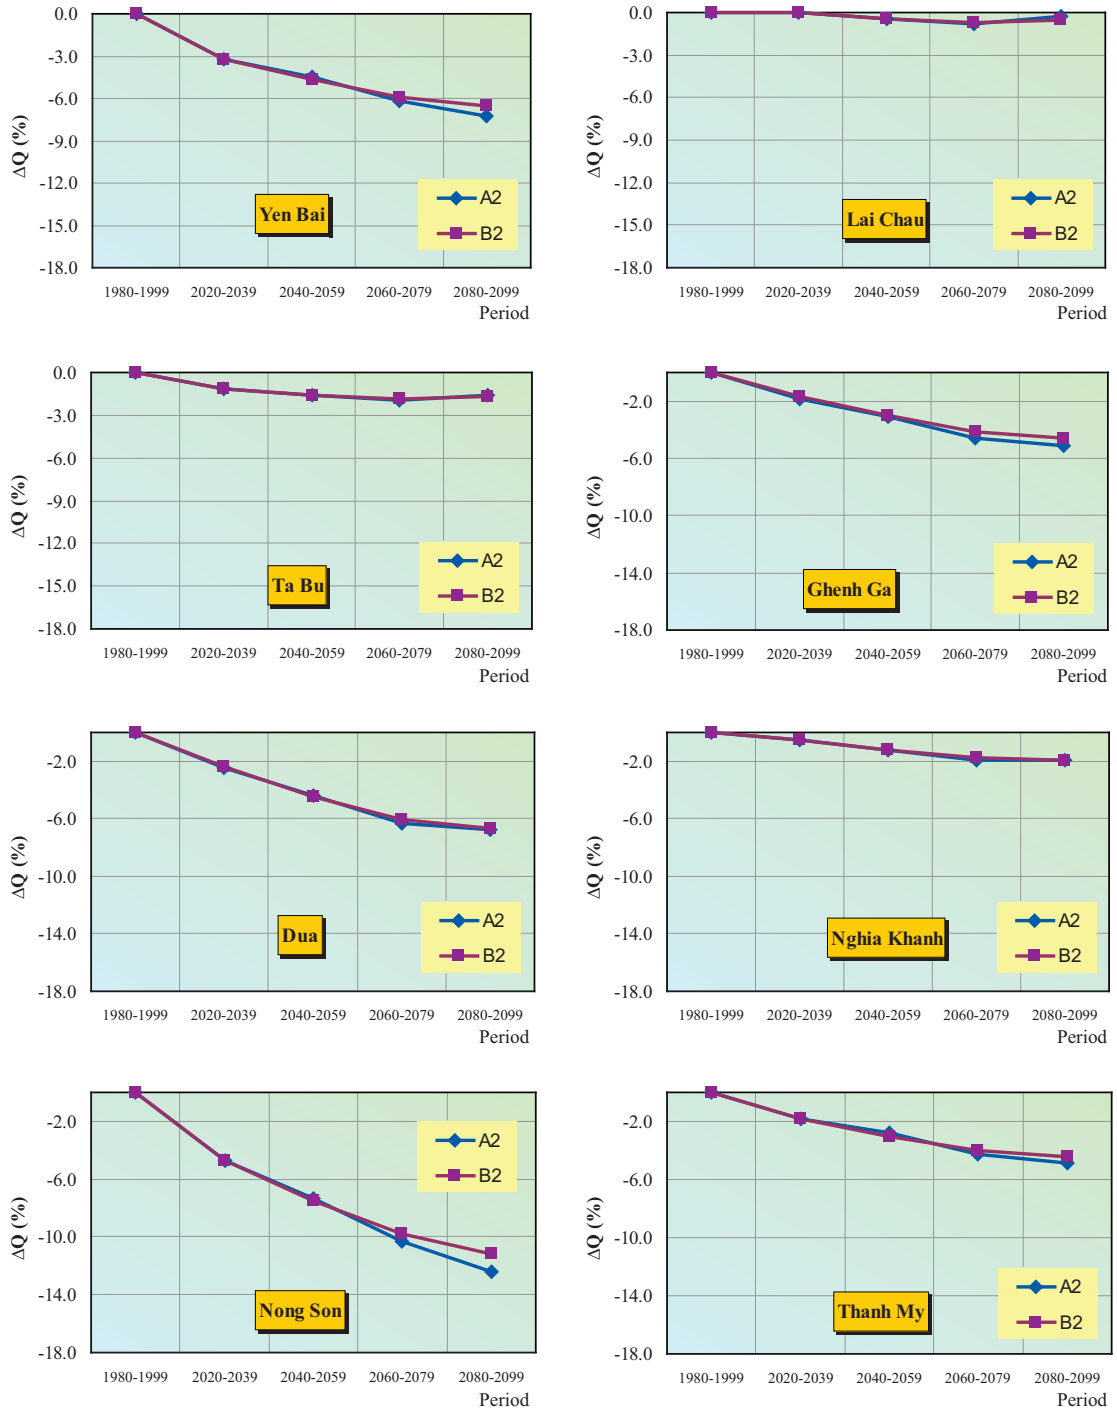 0.0
-3.0
-6.0
-9.0
-12.0
-15.0
-18.0
ΔQ (%)
Yen Bai
A2
B2
1980-1999 2020-2039 2040-2059 2060-2079 2080-2099
Period
0.0
-3.0
-6.0
-9.0
-12.0
-15.0
-18.0
ΔQ (%)
Lai Chau
A2
B2
1980-1999 2020-2039 2040-2059 2060-2079 2080-2099
Period
0.0
-3.0
-6.0
-9.0
-12.0
-15.0
-18.0
ΔQ (%)
Ta Bu
A2
B2
1980-1999 2020-2039 2040-2059 2060-2079 2080-2099
Period
-2.0
-6.0
-10.0
-14.0
-18.0
ΔQ (%)
Ghenh Ga
A2
B2
1980-1999 2020-2039 2040-2059 2060-2079 2080-2099
Period
-2.0
-6.0
-10.0
-14.0
-18.0
ΔQ (%)
Dua
A2
B2
1980-1999 2020-2039 2040-2059 2060-2079 2080-2099
Period
-2.0
-6.0
-10.0
-14.0
-18.0
ΔQ (%)
Nghia Khanh
A2
B2
1980-1999 2020-2039 2040-2059 2060-2079 2080-2099
Period
-2.0
-6.0
-10.0
-14.0
-18.0
ΔQ (%)
A2
B2
Nong Son
1980-1999 2020-2039 2040-2059 2060-2079 2080-2099
Period
-2.0
-6.0
-10.0
-14.0
-18.0
ΔQ (%)
Thanh My
A2
B2
1980-1999 2020-2039 2040-2059 2060-2079 2080-2099
Period